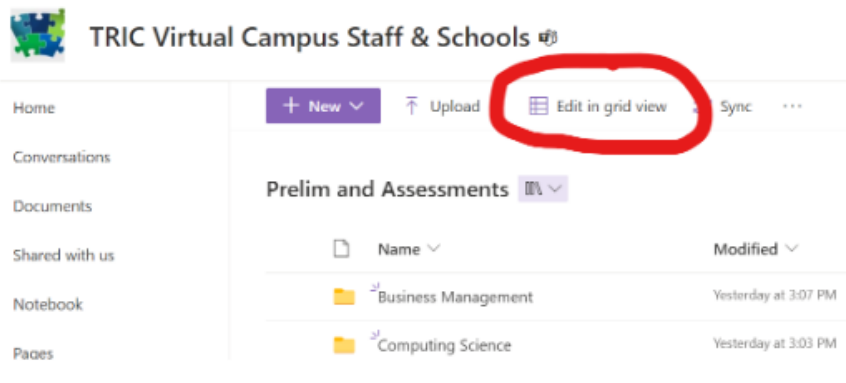 TRIC Virtual Campus Staff & Schools
Home
+ New
Upload
Edit in grid view
Sync
...
Conversations
Prelim and Assessments
Documents
Name
Modified
Shared with us
Business Management
Yesterday at 3:07 PM
Notebook
Computing Science
Yesterday at 3:03 PM
Pages